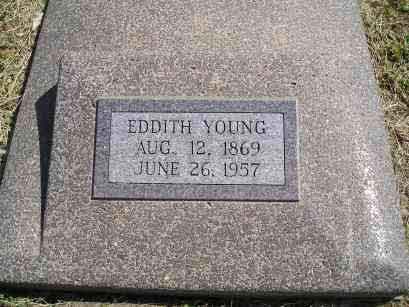 EDDITH YOUNG
AUG. 12, 1869
JUNE 26, 1957